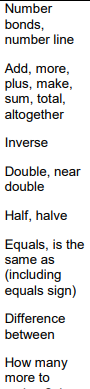 Number
bonds,
number line
Add, more,
plus, make,
sum, total,
altogether
Inverse
Double, near
double
Half, halve
Equals, is the
same as
(including
equals sign)
Difference
between
How many
more to